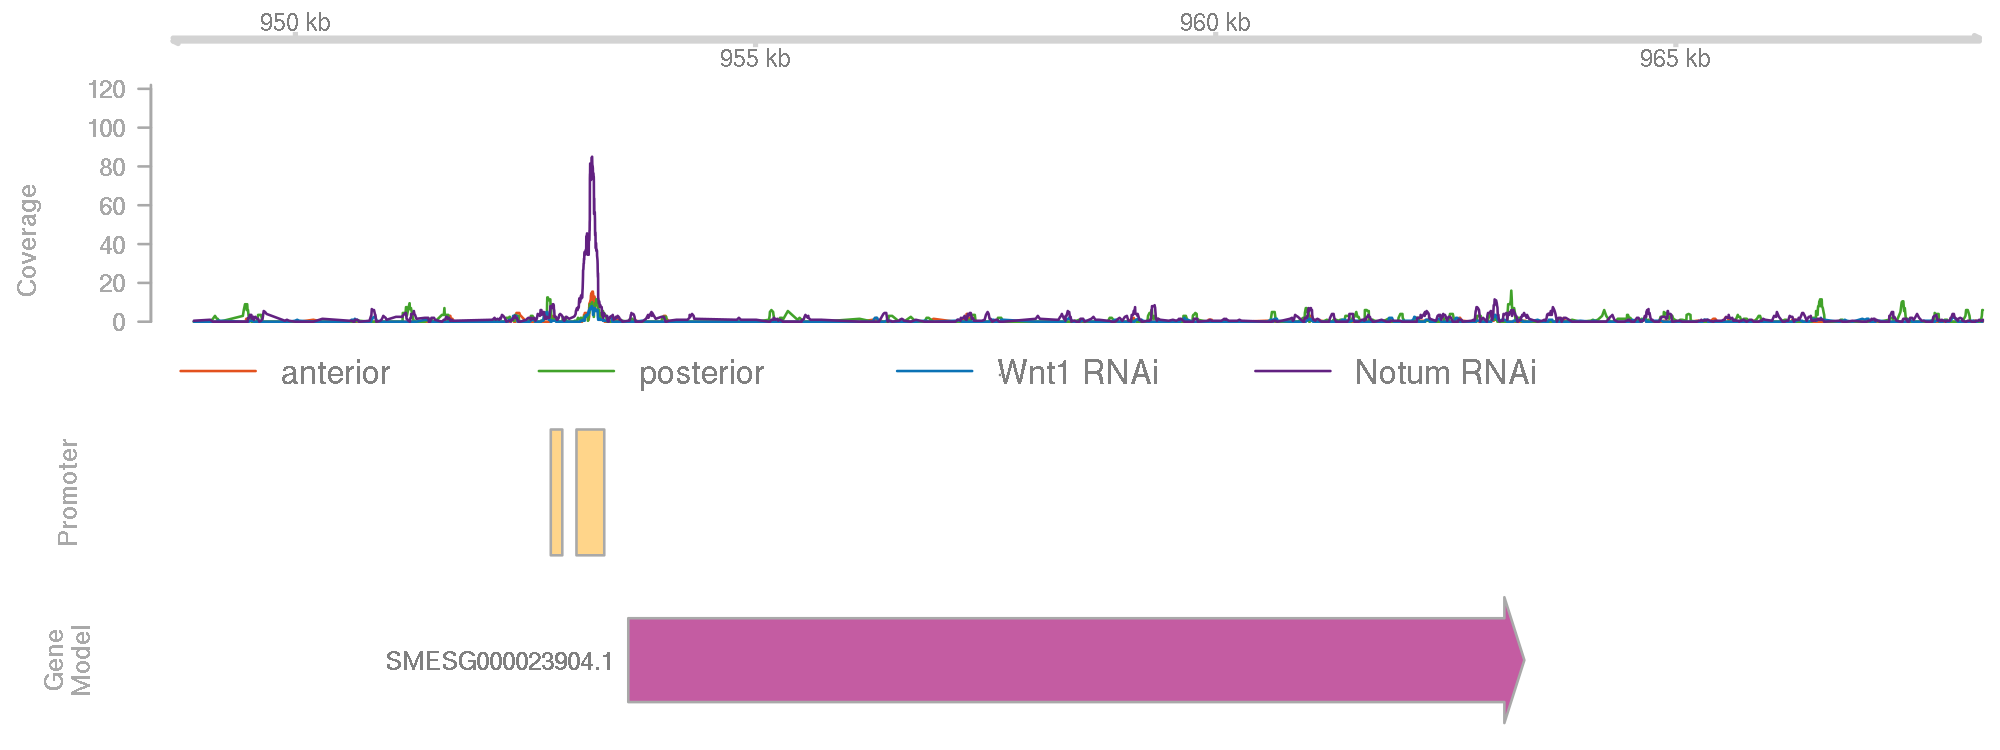 950 kb
960 kb
955 kb
965 kb
120
100
80
60
40
20
0
Coverage
anterior
posterior
Wnt1 RNAi
Notum RNAi
Promoter
Gene
Model
SMESG000023904.1